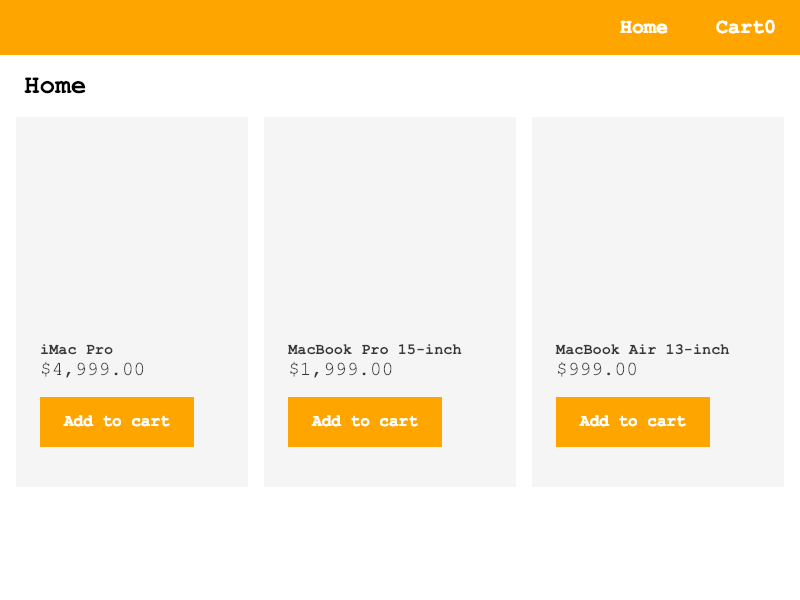 Home Cart0
Home
iMac Pro
$4,999.00
Add to cart
MacBook Pro 15-inch
$1,999.00
Add to cart
MacBook Air 13-inch
$999.00
Add to cart